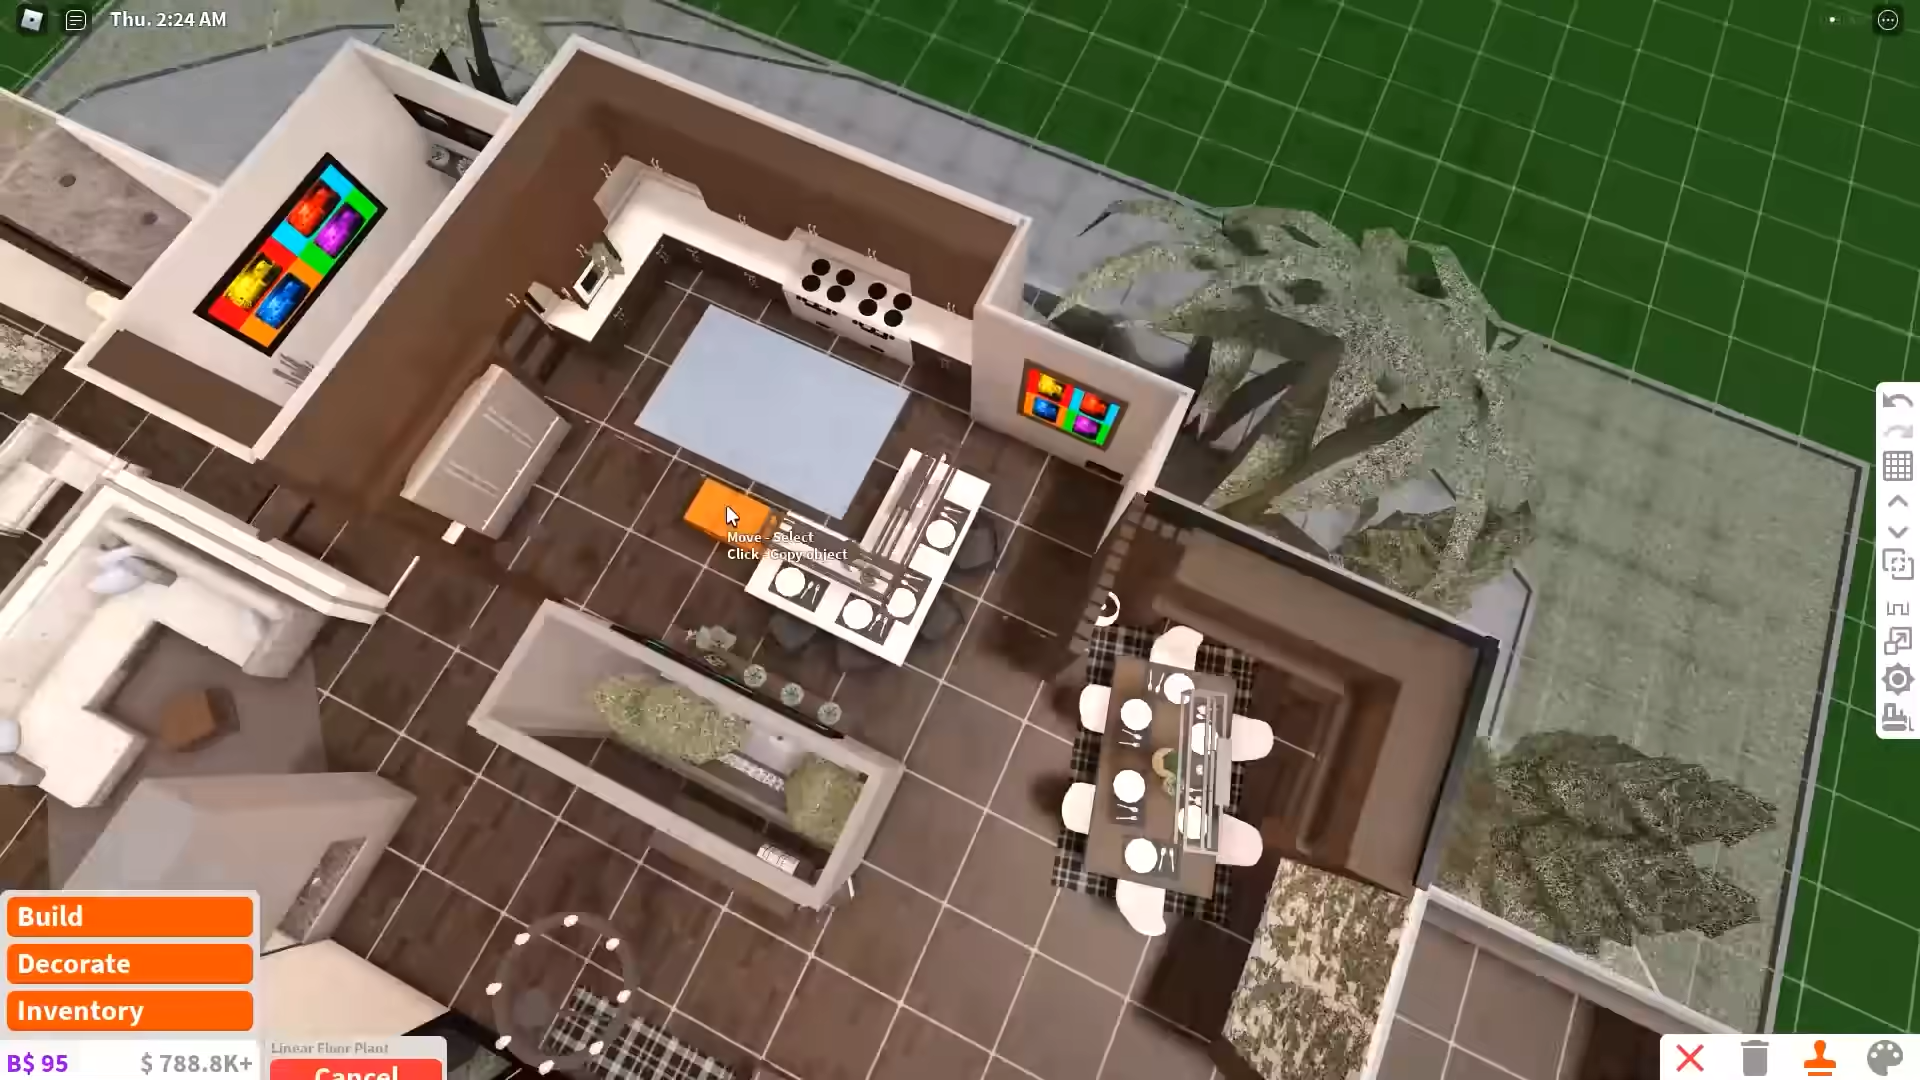 Thu. 2:24 AM
Move - Select
Click - Copy object
Build
Decorate
Inventory
B$ 95
$ 788.8K+
Linear Floor Plant
Cancel